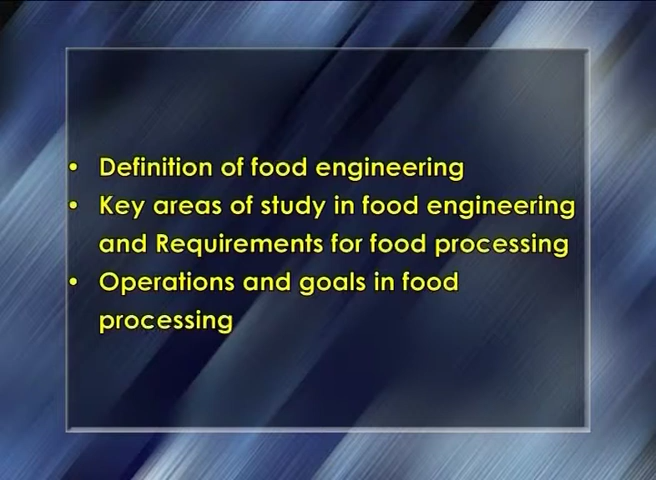 • Definition of food engineering
• Key areas of study in food engineering
and Requirements for food processing
• Operations and goals in food
processing